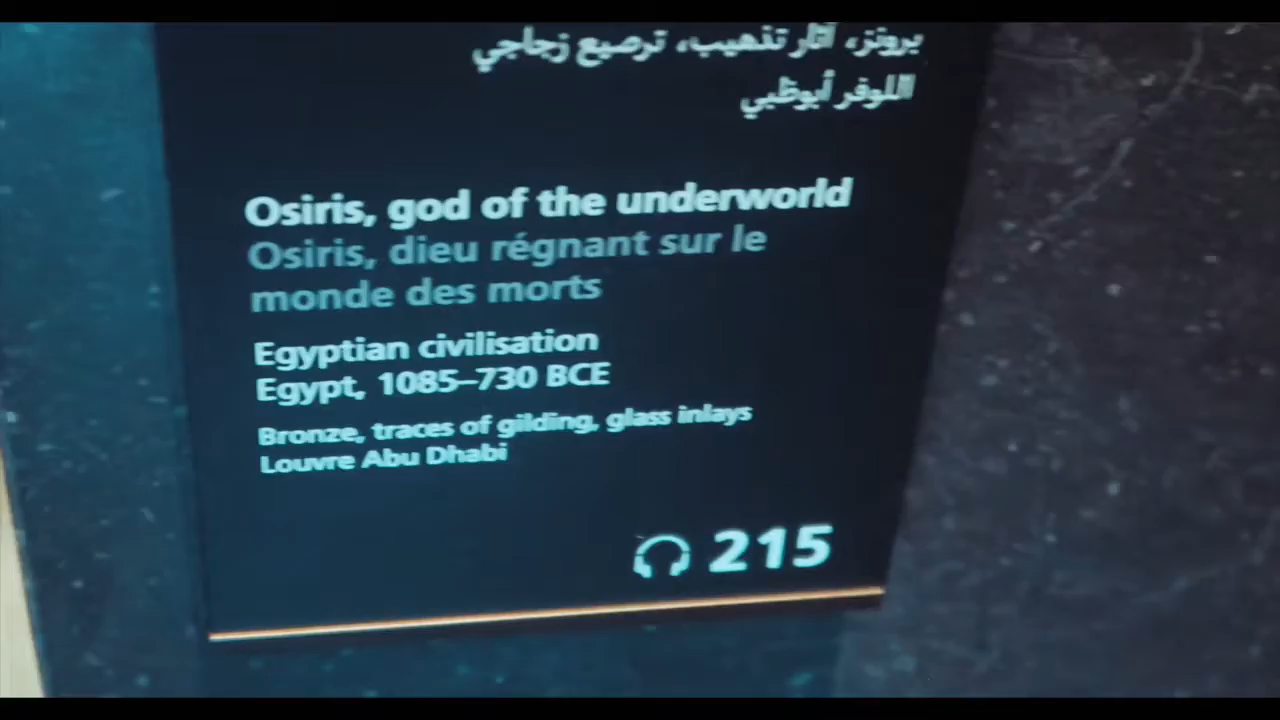 برونز، آثار تذهيب، ترصيع زجاجي
اللوفر أبوظبي
Osiris, god of the underworld
Osiris, dieu régnant sur le
monde des morts
Egyptian civilisation
Egypt, 1085–730 BCE
Bronze, traces of gilding, glass inlays
Louvre Abu Dhabi
215